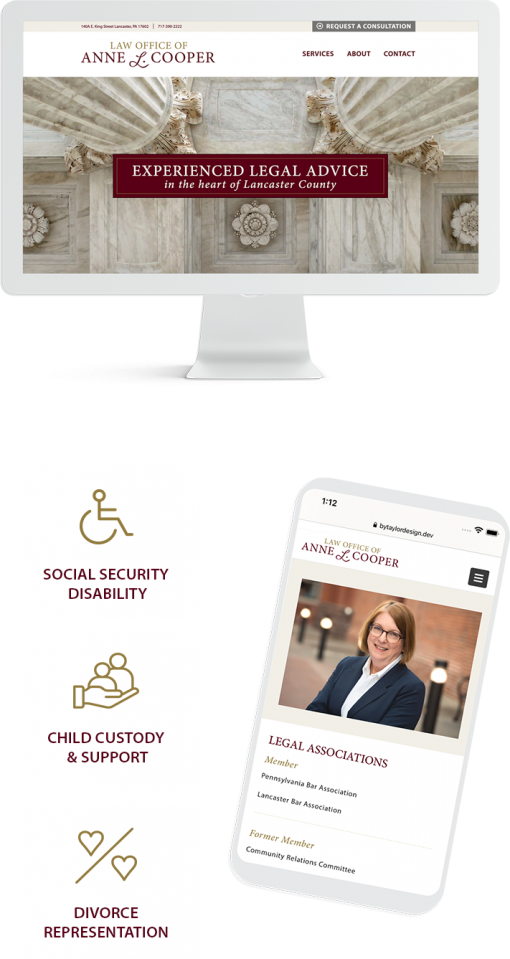 140A E. King Street Lancaster, PA 17602 | 717-390-2222
REQUEST A CONSULTATION
LAW OFFICE OF
ANNE L. COOPER
SERVICES ABOUT CONTACT
EXPERIENCED LEGAL ADVICE
in the heart of Lancaster County
SOCIAL SECURITY
DISABILITY
CHILD CUSTODY
& SUPPORT
DIVORCE
REPRESENTATION
1:12
bytaylordesign.dev
LAW OFFICE OF
ANNE L. COOPER
LEGAL ASSOCIATIONS
Member
Pennsylvania Bar Association
Lancaster Bar Association
Former Member
Community Relations Committee